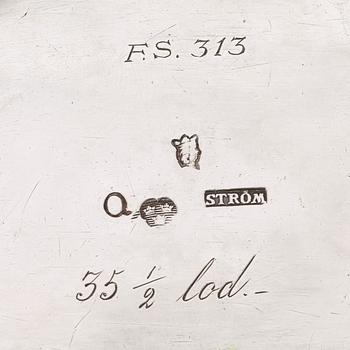 F.S. 313
Q STRÖM
35 1/2 lod.-